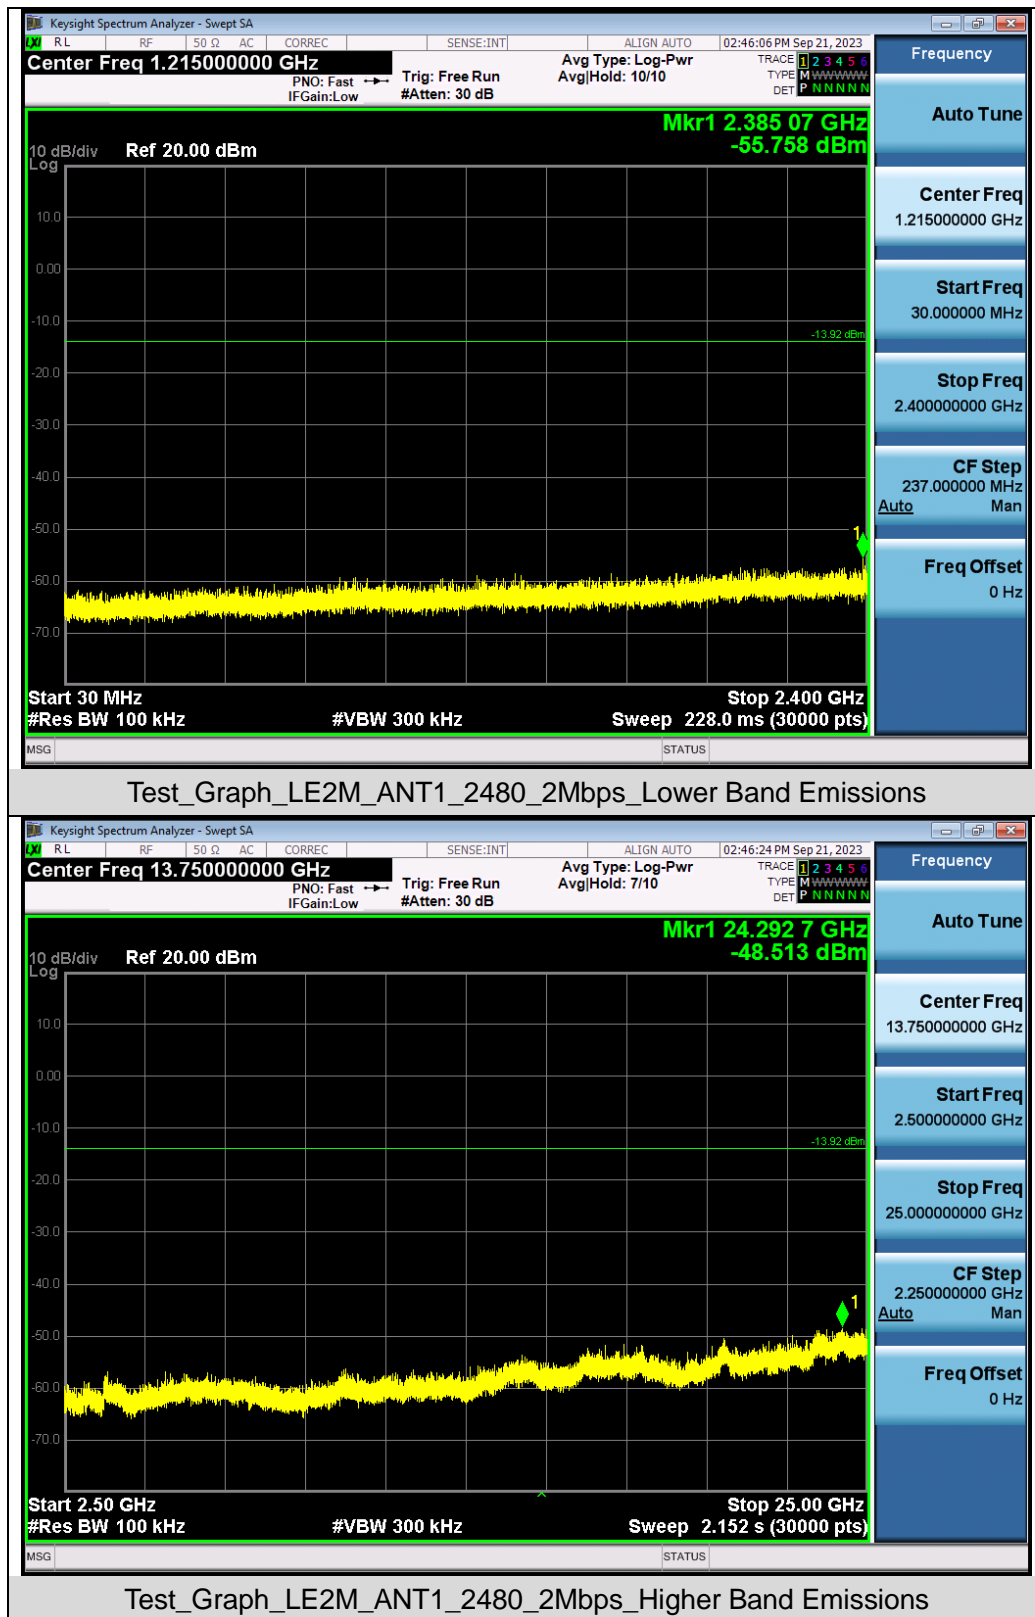 Keysight Spectrum Analyzer - Swept SA
LXI RL RF 50 Ω AC CORREC SENSE:INT ALIGN AUTO 02:46:06 PM Sep 21, 2023
Center Freq 1.215000000 GHz
PNO: Fast
IFGain:Low
Trig: Free Run
#Atten: 30 dB
Avg Type: Log-Pwr
Avg|Hold: 10/10
TRACE 1 2 3 4 5 6
TYPE M WWWWW
DET P N N N N N
Mkr1 2.385 07 GHz
-55.758 dBm
10 dB/div Ref 20.00 dBm
Log
10.0
0.00
-10.0
-13.92 dBm
-20.0
-30.0
-40.0
-50.0
1
-60.0
-70.0
Start 30 MHz Stop 2.400 GHz
#Res BW 100 kHz #VBW 300 kHz Sweep 228.0 ms (30000 pts)
MSG STATUS
Frequency
Auto Tune
Center Freq
1.215000000 GHz
Start Freq
30.000000 MHz
Stop Freq
2.400000000 GHz
CF Step
237.000000 MHz
Auto Man
Freq Offset
0 Hz
Test_Graph_LE2M_ANT1_2480_2Mbps_Lower Band Emissions
Keysight Spectrum Analyzer - Swept SA
LXI RL RF 50 Ω AC CORREC SENSE:INT ALIGN AUTO 02:46:24 PM Sep 21, 2023
Center Freq 13.750000000 GHz
PNO: Fast
IFGain:Low
Trig: Free Run
#Atten: 30 dB
Avg Type: Log-Pwr
Avg|Hold: 7/10
TRACE 1 2 3 4 5 6
TYPE M WWWWW
DET P N N N N N
Mkr1 24.292 7 GHz
-48.513 dBm
10 dB/div Ref 20.00 dBm
Log
10.0
0.00
-10.0
-13.92 dBm
-20.0
-30.0
-40.0
1
-50.0
-60.0
-70.0
Start 2.50 GHz Stop 25.00 GHz
#Res BW 100 kHz #VBW 300 kHz Sweep 2.152 s (30000 pts)
MSG STATUS
Frequency
Auto Tune
Center Freq
13.750000000 GHz
Start Freq
2.500000000 GHz
Stop Freq
25.000000000 GHz
CF Step
2.250000000 GHz
Auto Man
Freq Offset
0 Hz
Test_Graph_LE2M_ANT1_2480_2Mbps_Higher Band Emissions